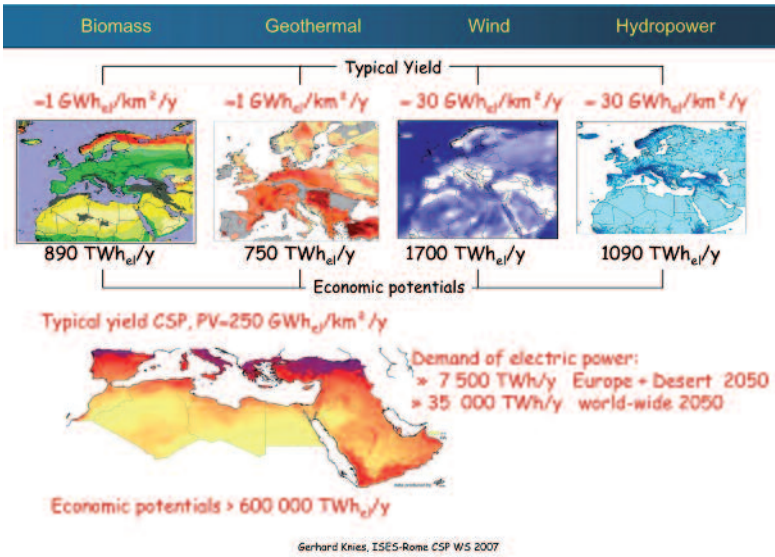 Biomass Geothermal Wind Hydropower
Typical Yield
≈1 GWhel/km²/y ≈1 GWhel/km²/y ≈ 30 GWhel/km²/y ≈ 30 GWhel/km²/y
890 TWhel/y 750 TWhel/y 1700 TWhel/y 1090 TWhel/y
Economic potentials
Typical yield CSP, PV≈250 GWhel/km²/y
Demand of electric power:
» 7 500 TWh/y Europe + Desert 2050
» 35 000 TWh/y world-wide 2050
Economic potentials > 600 000 TWhel/y
Gerhard Knies, ISES-Rome CSP WS 2007